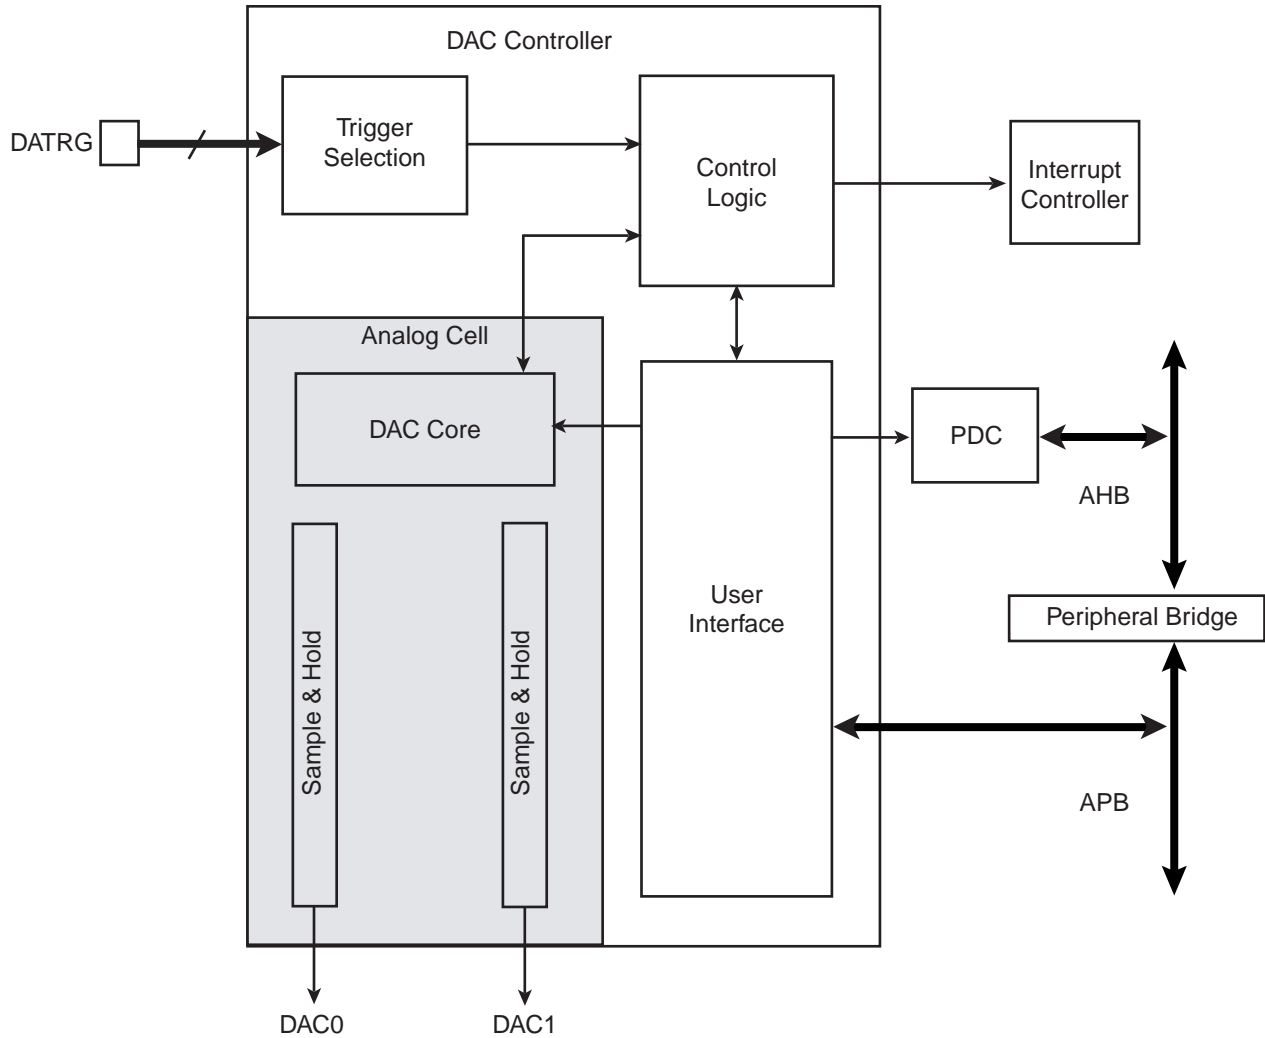 DAC Controller
DATRG
Trigger
Selection
Control
Logic
Interrupt
Controller
Analog Cell
DAC Core
PDC
AHB
User
Interface
Peripheral Bridge
Sample & Hold
Sample & Hold
APB
DAC0
DAC1